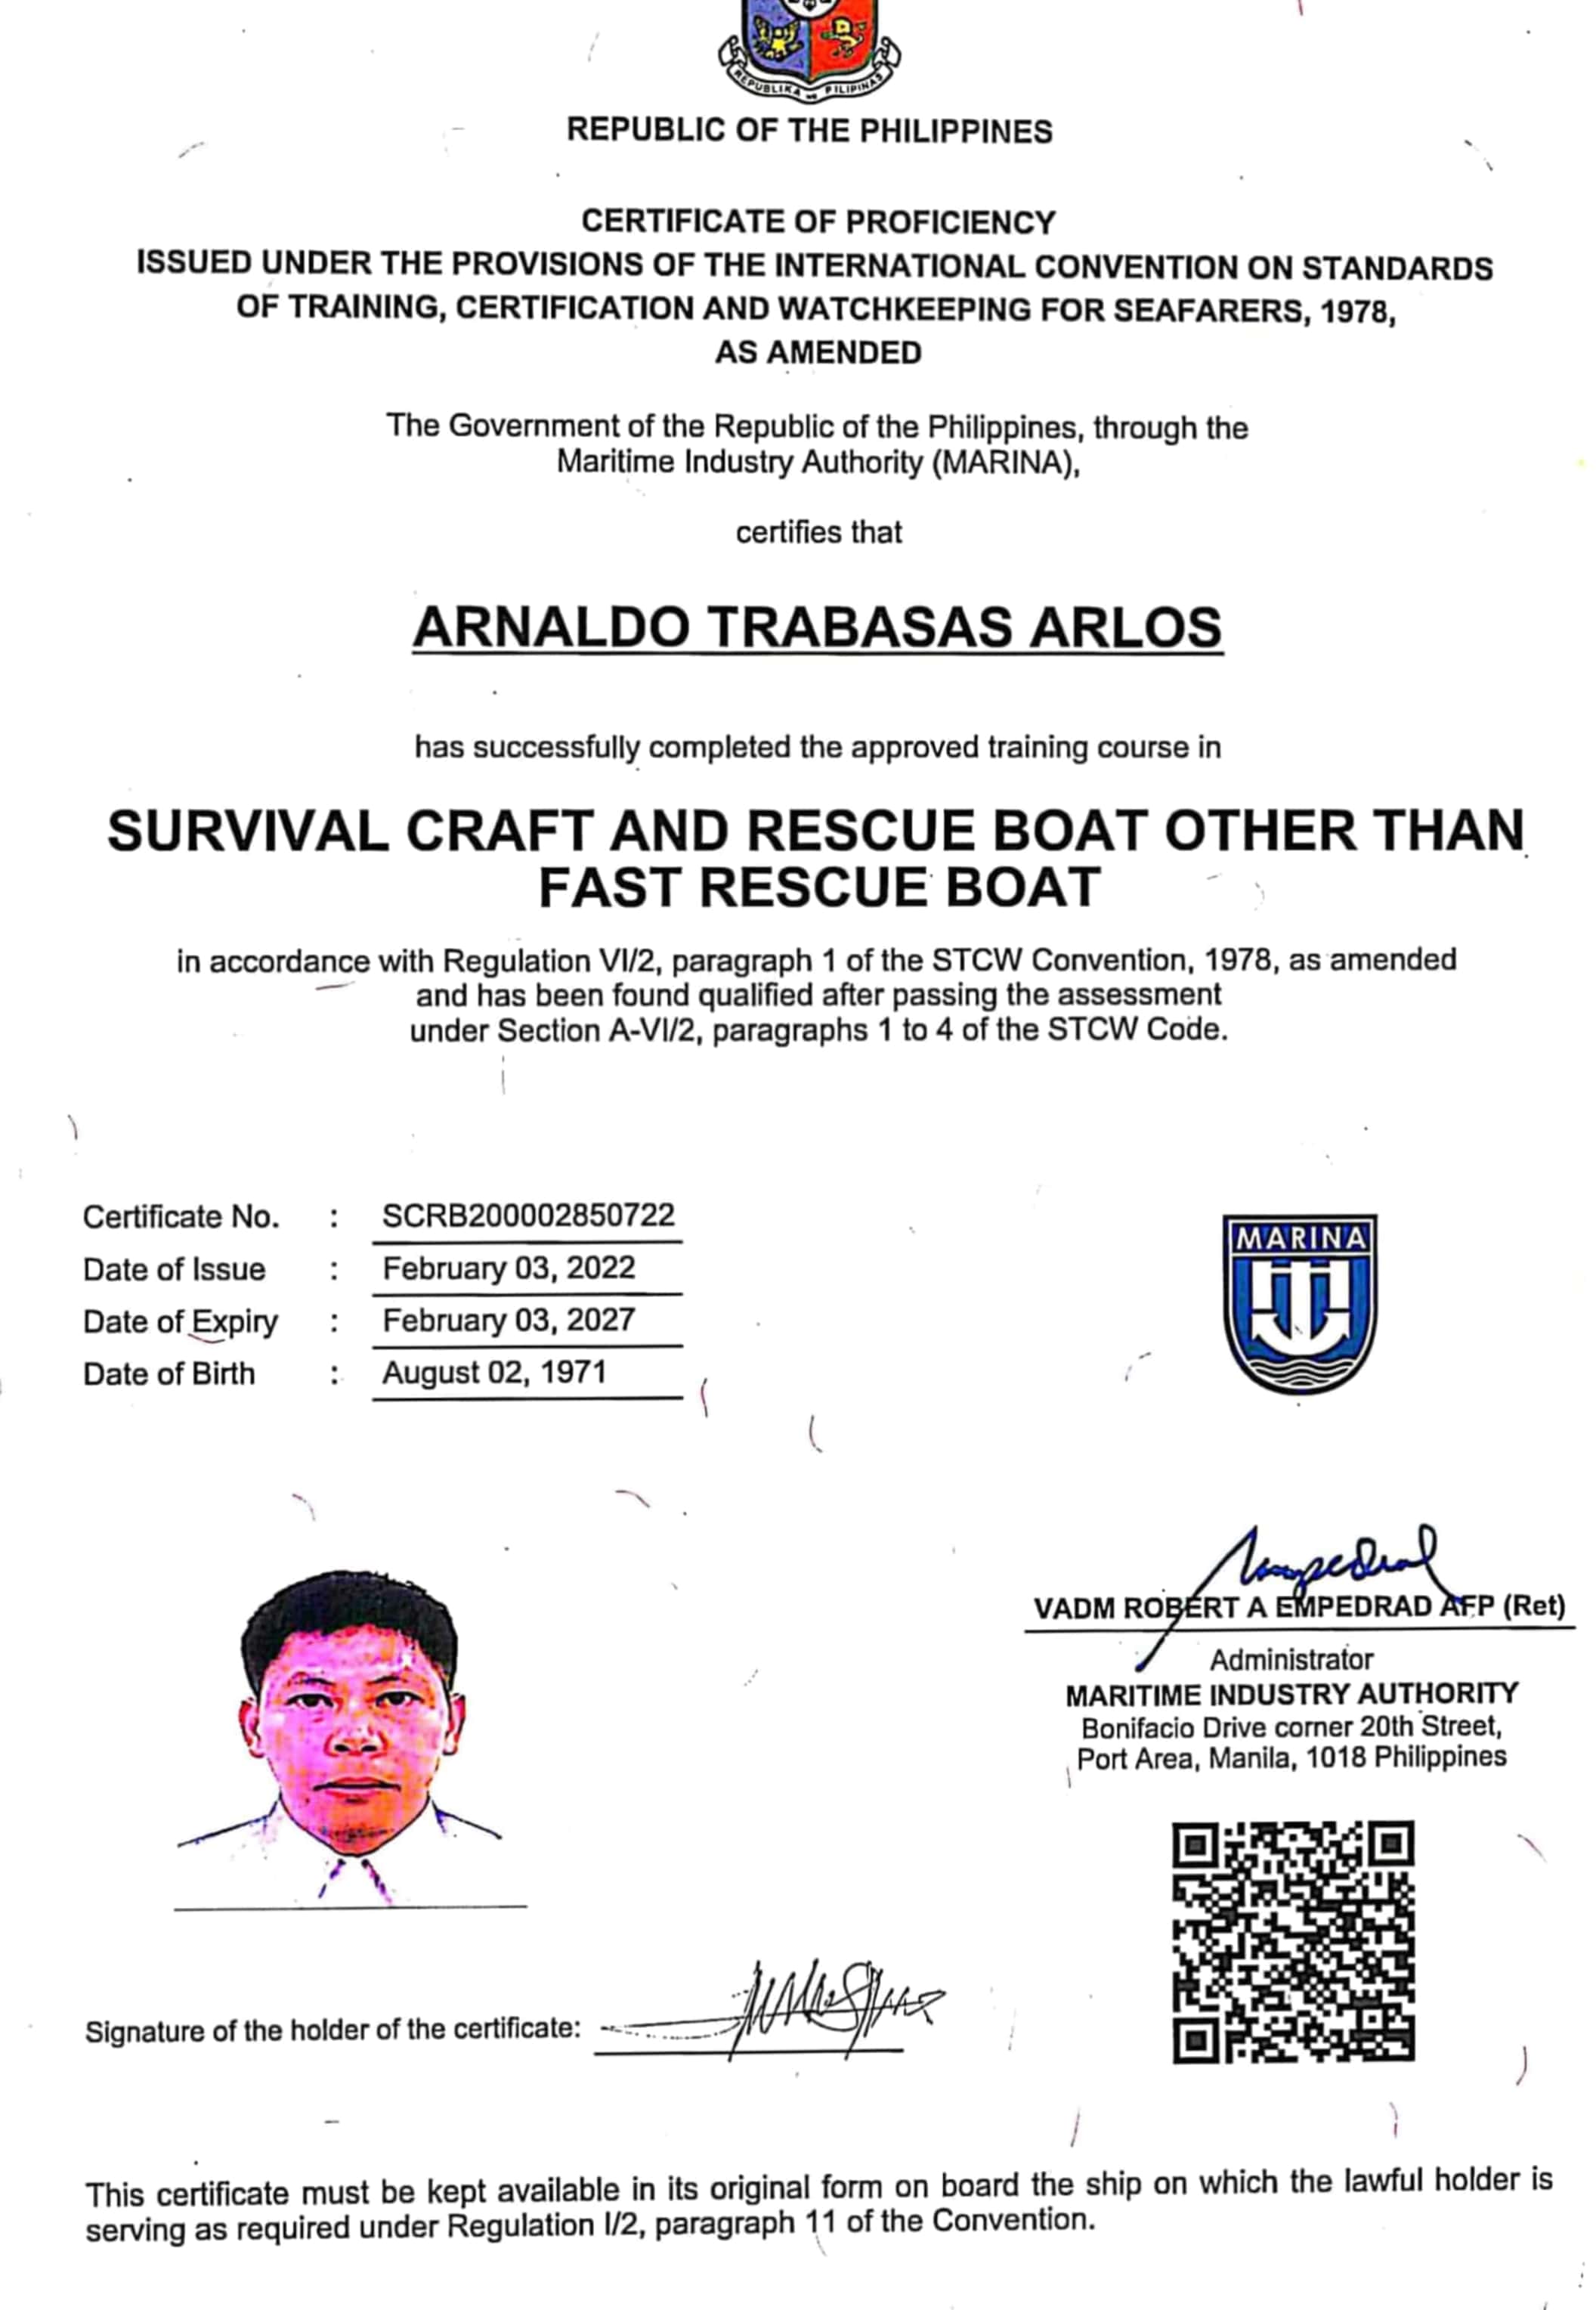 REPUBLIKA NG PILIPINAS
REPUBLIC OF THE PHILIPPINES
CERTIFICATE OF PROFICIENCY
ISSUED UNDER THE PROVISIONS OF THE INTERNATIONAL CONVENTION ON STANDARDS
OF TRAINING, CERTIFICATION AND WATCHKEEPING FOR SEAFARERS, 1978,
AS AMENDED
The Government of the Republic of the Philippines, through the
Maritime Industry Authority (MARINA),
certifies that
ARNALDO TRABASAS ARLOS
has successfully completed the approved training course in
SURVIVAL CRAFT AND RESCUE BOAT OTHER THAN
FAST RESCUE BOAT
in accordance with Regulation VI/2, paragraph 1 of the STCW Convention, 1978, as amended
and has been found qualified after passing the assessment
under Section A-VI/2, paragraphs 1 to 4 of the STCW Code.
Certificate No. : SCRB200002850722
Date of Issue : February 03, 2022
Date of Expiry : February 03, 2027
Date of Birth : August 02, 1971
MARINA
VADM ROBERT A EMPEDRAD AFP (Ret)
Administrator
MARITIME INDUSTRY AUTHORITY
Bonifacio Drive corner 20th Street,
Port Area, Manila, 1018 Philippines
Signature of the holder of the certificate:
This certificate must be kept available in its original form on board the ship on which the lawful holder is
serving as required under Regulation I/2, paragraph 11 of the Convention.